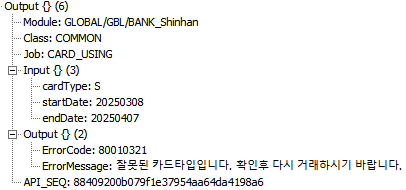 Output {} (6)
Module: GLOBAL/GBL/BANK_Shinhan
Class: COMMON
Job: CARD_USING
Input {} (3)
cardType: S
startDate: 20250308
endDate: 20250407
Output {} (2)
ErrorCode: 80010321
ErrorMessage: 잘못된 카드타입입니다. 확인후 다시 거래하시기 바랍니다.
API_SEQ: 88409200b079f1e37954aa64da4198a6